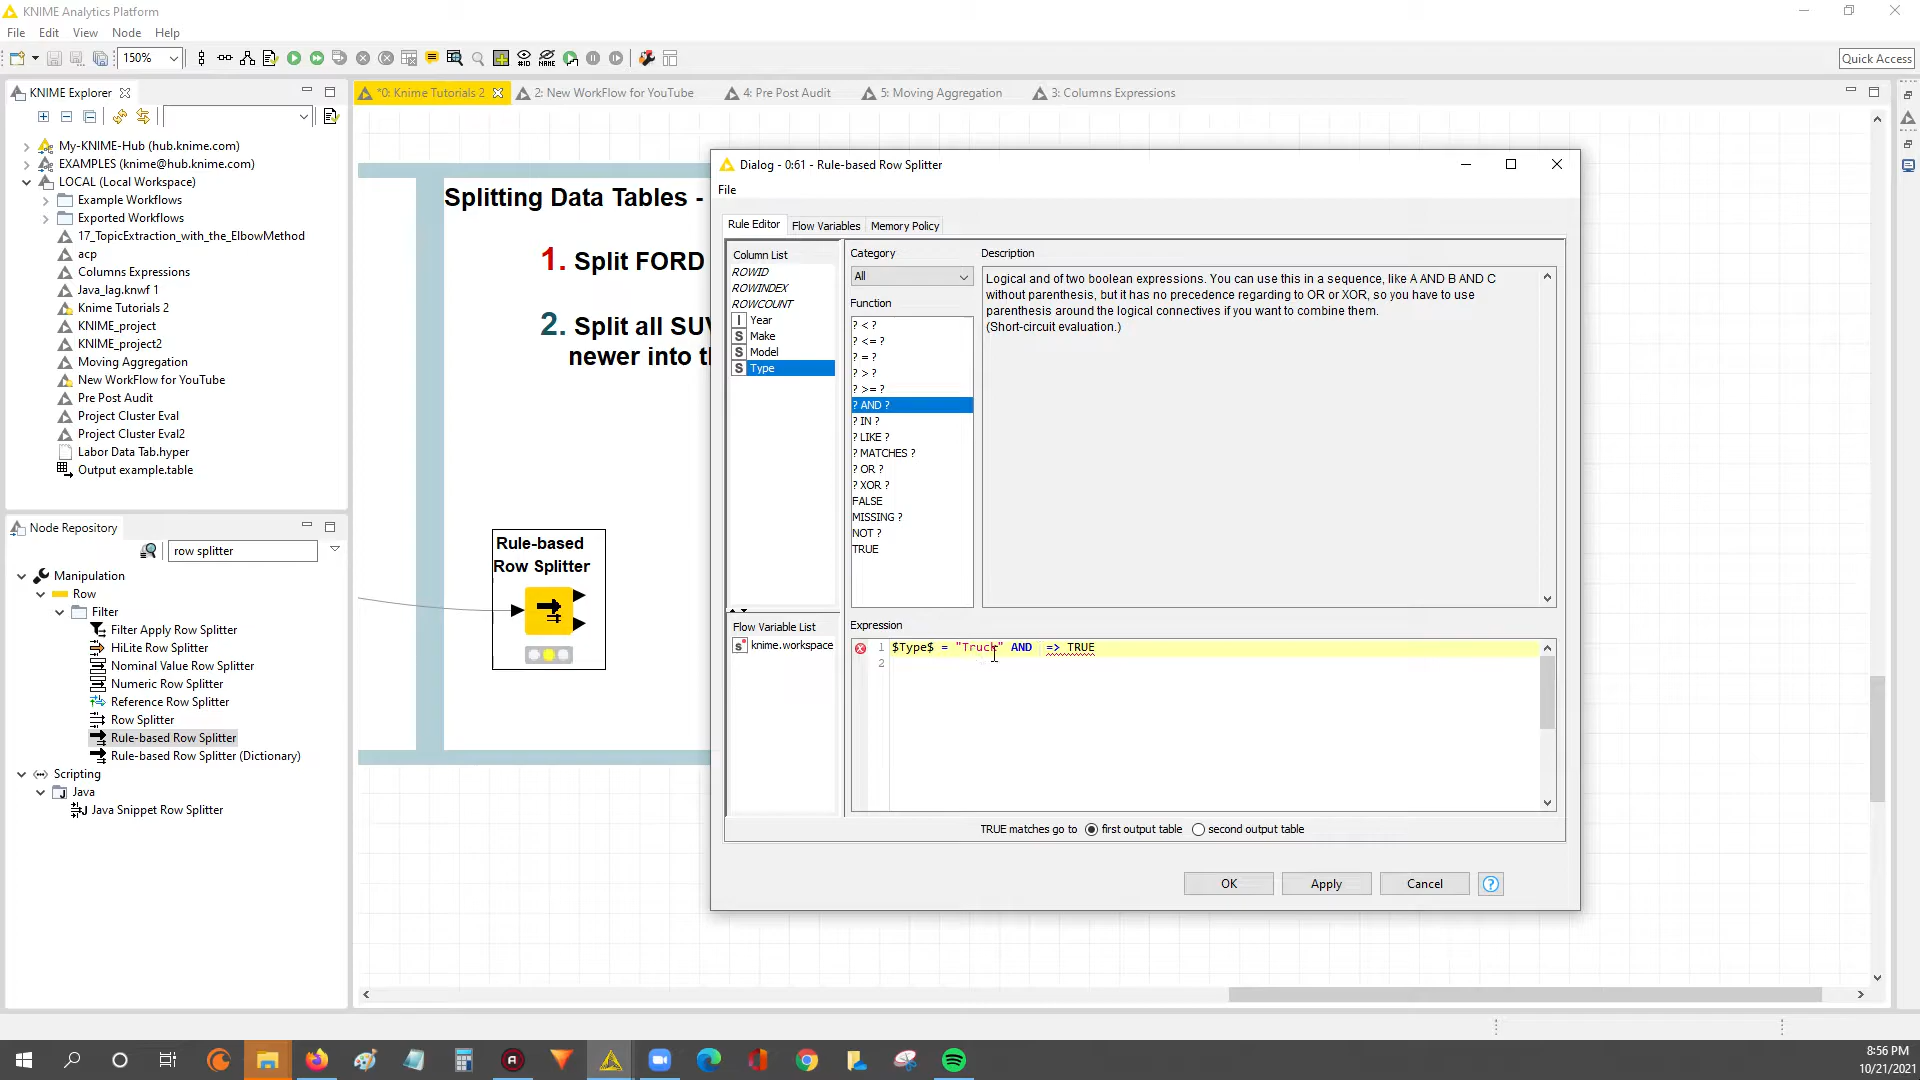 KNIME Analytics Platform
File Edit View Node Help
150%
Quick Access
KNIME Explorer
*0: Knime Tutorials 2
2: New WorkFlow for YouTube
4: Pre Post Audit
5: Moving Aggregation
3: Columns Expressions
My-KNIME-Hub (hub.knime.com)
EXAMPLES (knime@hub.knime.com)
LOCAL (Local Workspace)
Example Workflows
Exported Workflows
17_TopicExtraction_with_the_ElbowMethod
acp
Columns Expressions
Java_lag.knwf 1
Knime Tutorials 2
KNIME_project
KNIME_project2
Moving Aggregation
New WorkFlow for YouTube
Pre Post Audit
Project Cluster Eval
Project Cluster Eval2
Labor Data Tab.hyper
Output example.table
Node Repository
row splitter
Manipulation
Row
Filter
Filter Apply Row Splitter
HiLite Row Splitter
Nominal Value Row Splitter
Numeric Row Splitter
Reference Row Splitter
Row Splitter
Rule-based Row Splitter
Rule-based Row Splitter (Dictionary)
Scripting
Java
Java Snippet Row Splitter
Splitting Data Tables -
1. Split FORD
2. Split all SUV
newer into t
Rule-based
Row Splitter
Dialog - 0:61 - Rule-based Row Splitter
File
Rule Editor Flow Variables Memory Policy
Column List
ROWID
ROWINDEX
ROWCOUNT
I Year
S Make
S Model
S Type
Flow Variable List
s knime.workspace
Category
All
Function
? < ?
? <= ?
? = ?
? > ?
? >= ?
? AND ?
? IN ?
? LIKE ?
? MATCHES ?
? OR ?
? XOR ?
FALSE
MISSING ?
NOT ?
TRUE
Description
Logical and of two boolean expressions. You can use this in a sequence, like A AND B AND C
without parenthesis, but it has no precedence regarding to OR or XOR, so you have to use
parenthesis around the logical connectives if you want to combine them.
(Short-circuit evaluation.)
Expression
1 $Type$ = "Truck" AND => TRUE
2
TRUE matches go to first output table second output table
OK Apply Cancel
8:56 PM
10/21/2021